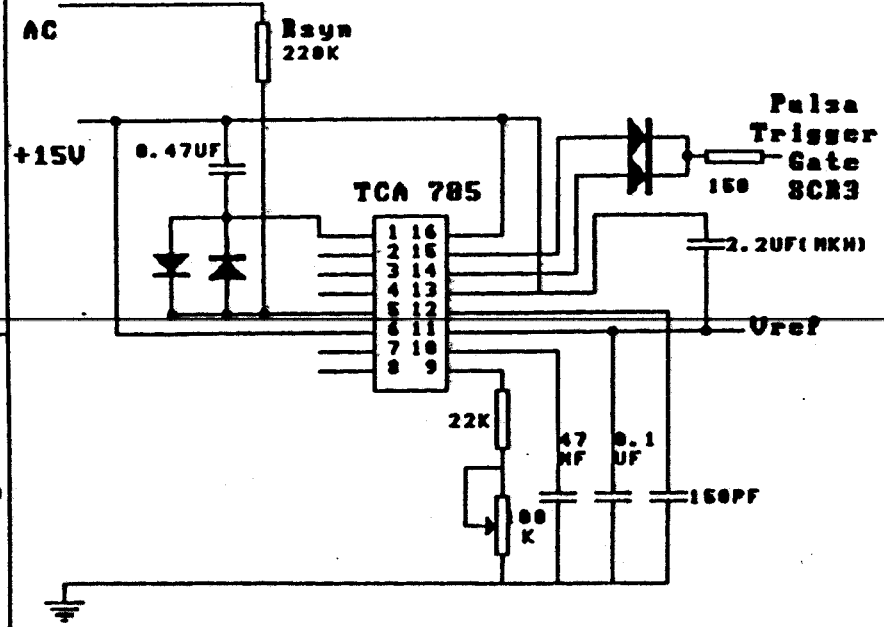 AC
Rsyn
220K
+15V
0.47UF
TCA 785
Pulsa
Trigger
Gate
SCR3
150
1 16
2 15
3 14
4 13
5 12
6 11
7 10
8 9
2.2UF(MKH)
Vref
22K
47
NF
0.1
UF
150PF
K